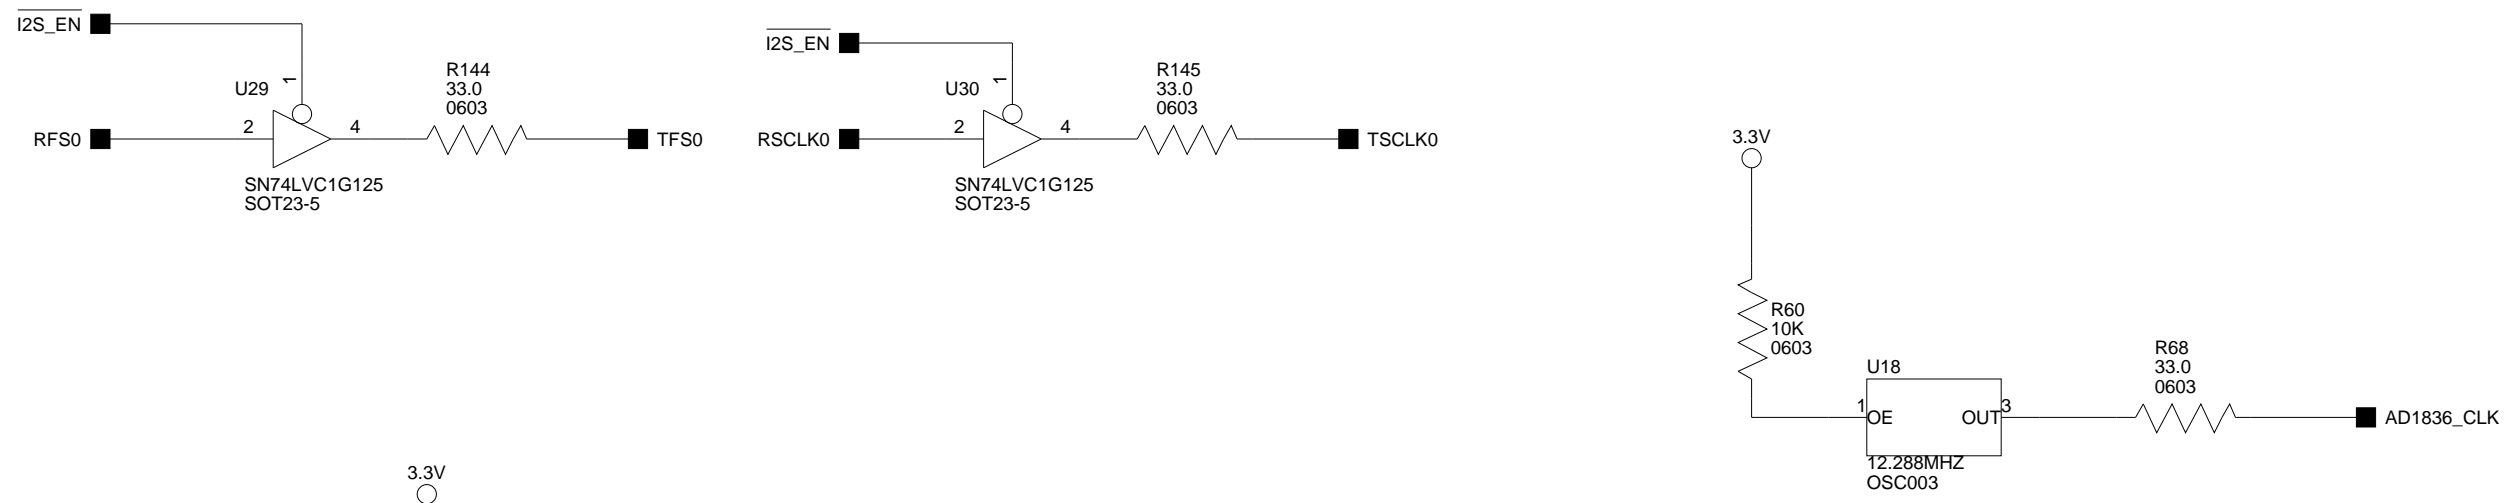 I2S_EN
U29
1
R144
33.0
0603
RFS0
2
4
TFS0
SN74LVC1G125
SOT23-5
I2S_EN
U30
1
R145
33.0
0603
RSCLK0
2
4
TSCLK0
SN74LVC1G125
SOT23-5
3.3V
R60
10K
0603
U18
1
OE
OUT
3
12.288MHZ
OSC003
R68
33.0
0603
AD1836_CLK
3.3V